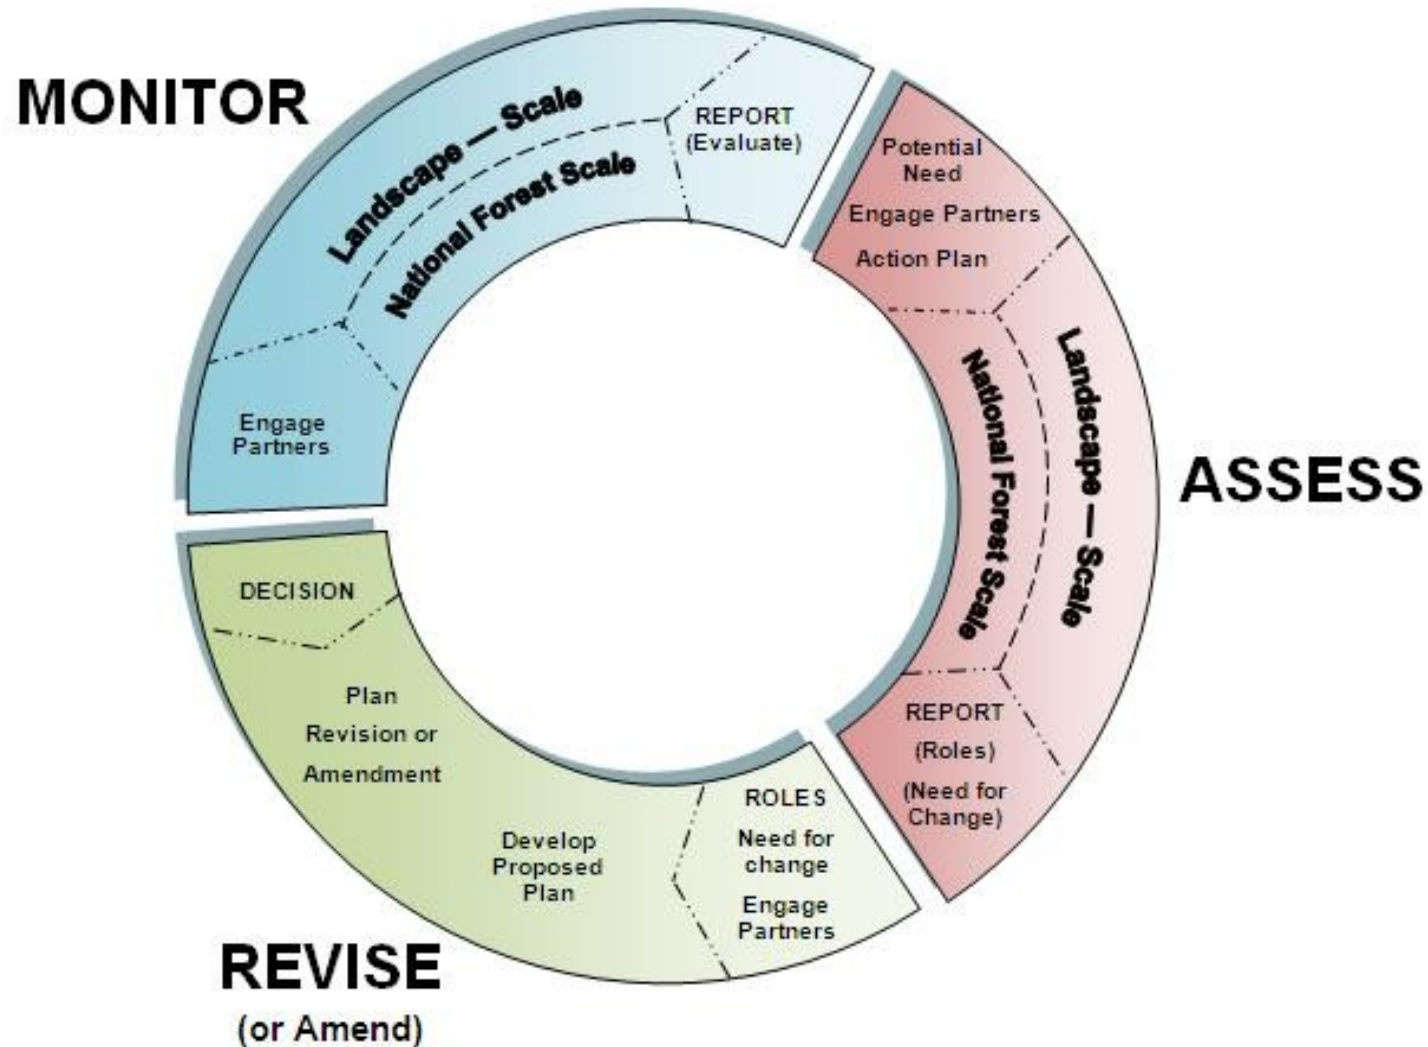 MONITOR
Landscape — Scale
National Forest Scale
REPORT
(Evaluate)
Engage
Partners
Potential
Need
Engage Partners
Action Plan
Landscape — Scale
National Forest Scale
REPORT
(Roles)
(Need for
Change)
ASSESS
ROLES
Need for
change
Engage
Partners
Develop
Proposed
Plan
Plan
Revision or
Amendment
DECISION
REVISE
(or Amend)